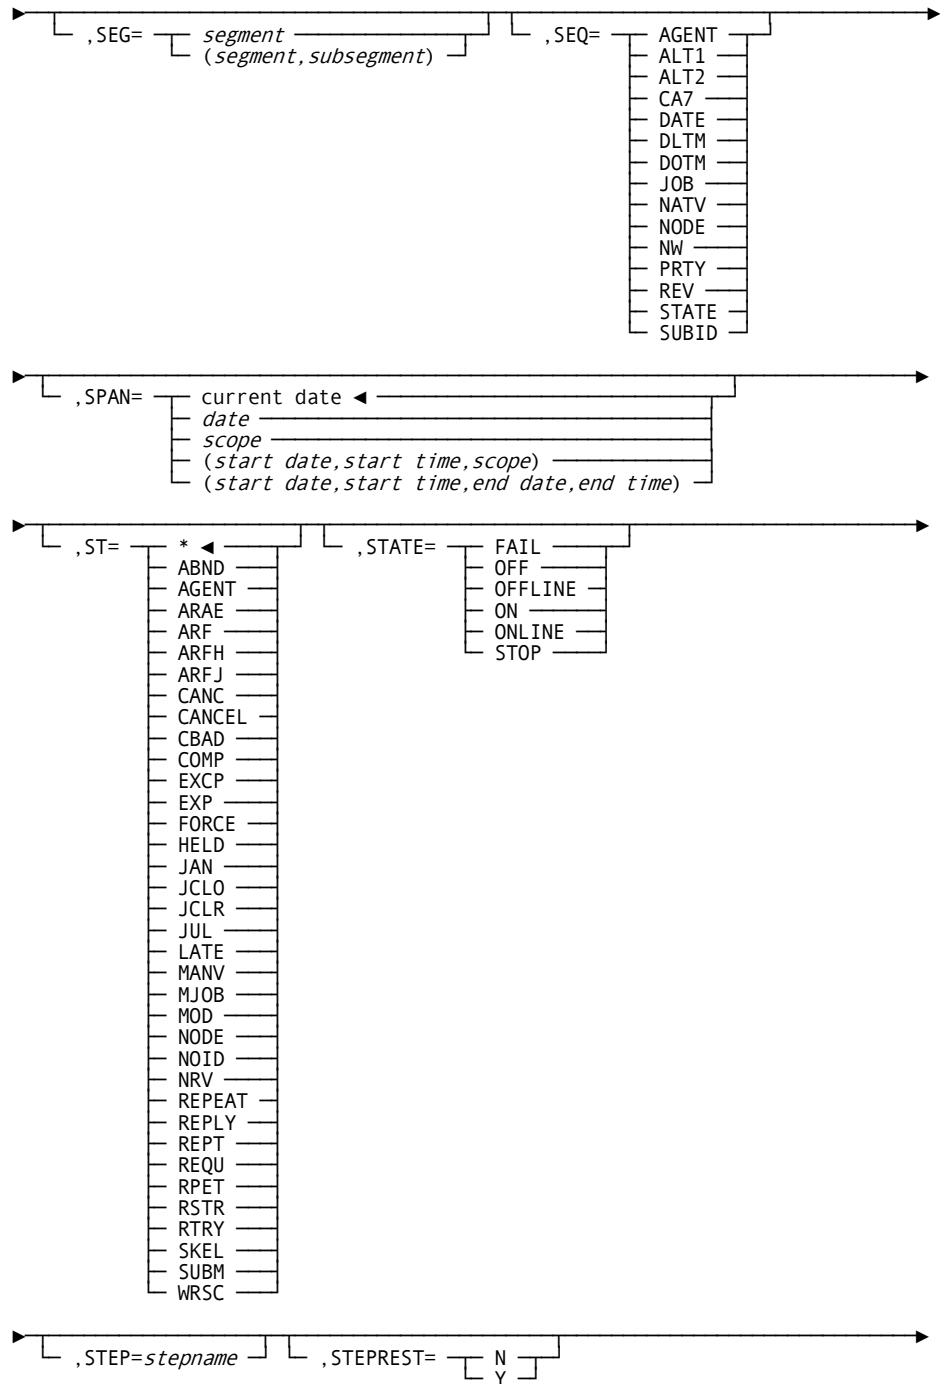 ,SEG= segment ,SEQ= AGENT
(segment,subsegment) ALT1
ALT2
CA7
DATE
DLTM
DOTM
JOB
NATV
NODE
NW
PRTY
REV
STATE
SUBID
,SPAN= current date ◄
date
scope
(start date,start time,scope)
(start date,start time,end date,end time)
,ST= * ◄ ,STATE= FAIL
ABND OFF
AGENT OFFLINE
ARAE ON
ARF ONLINE
ARFH STOP
ARFJ
CANC
CANCEL
CBAD
COMP
EXCP
EXP
FORCE
HELD
JAN
JCLO
JCLR
JUL
LATE
MANV
MJOB
MOD
NODE
NOID
NRV
REPEAT
REPLY
REPT
REQU
RPET
RSTR
RTRY
SKEL
SUBM
WRSC
,STEP=stepname ,STEPREST= N
Y